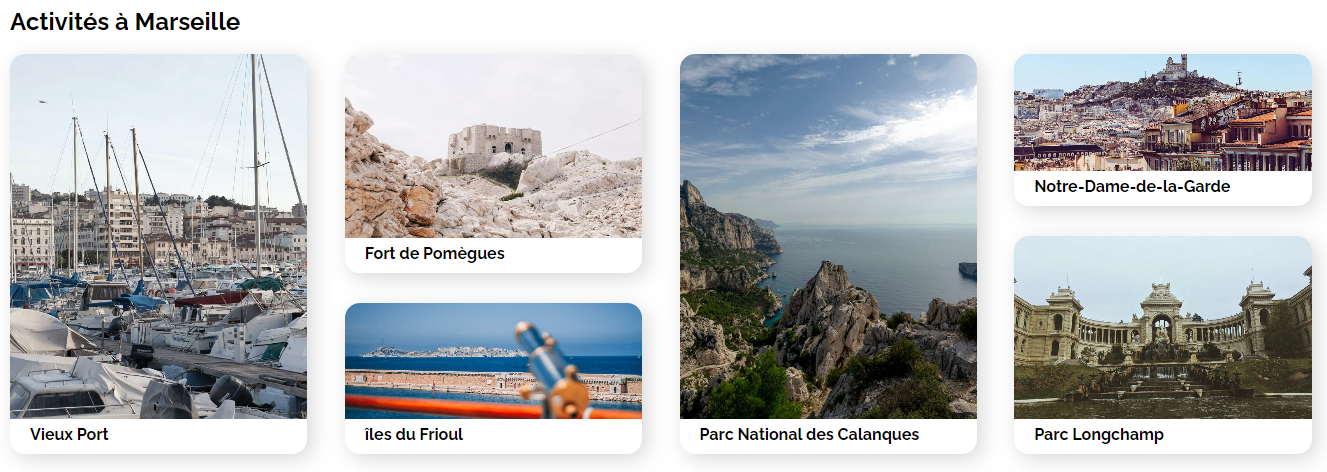 Activités à Marseille
Vieux Port
Fort de Pomègues
îles du Frioul
Parc National des Calanques
Notre-Dame-de-la-Garde
Parc Longchamp